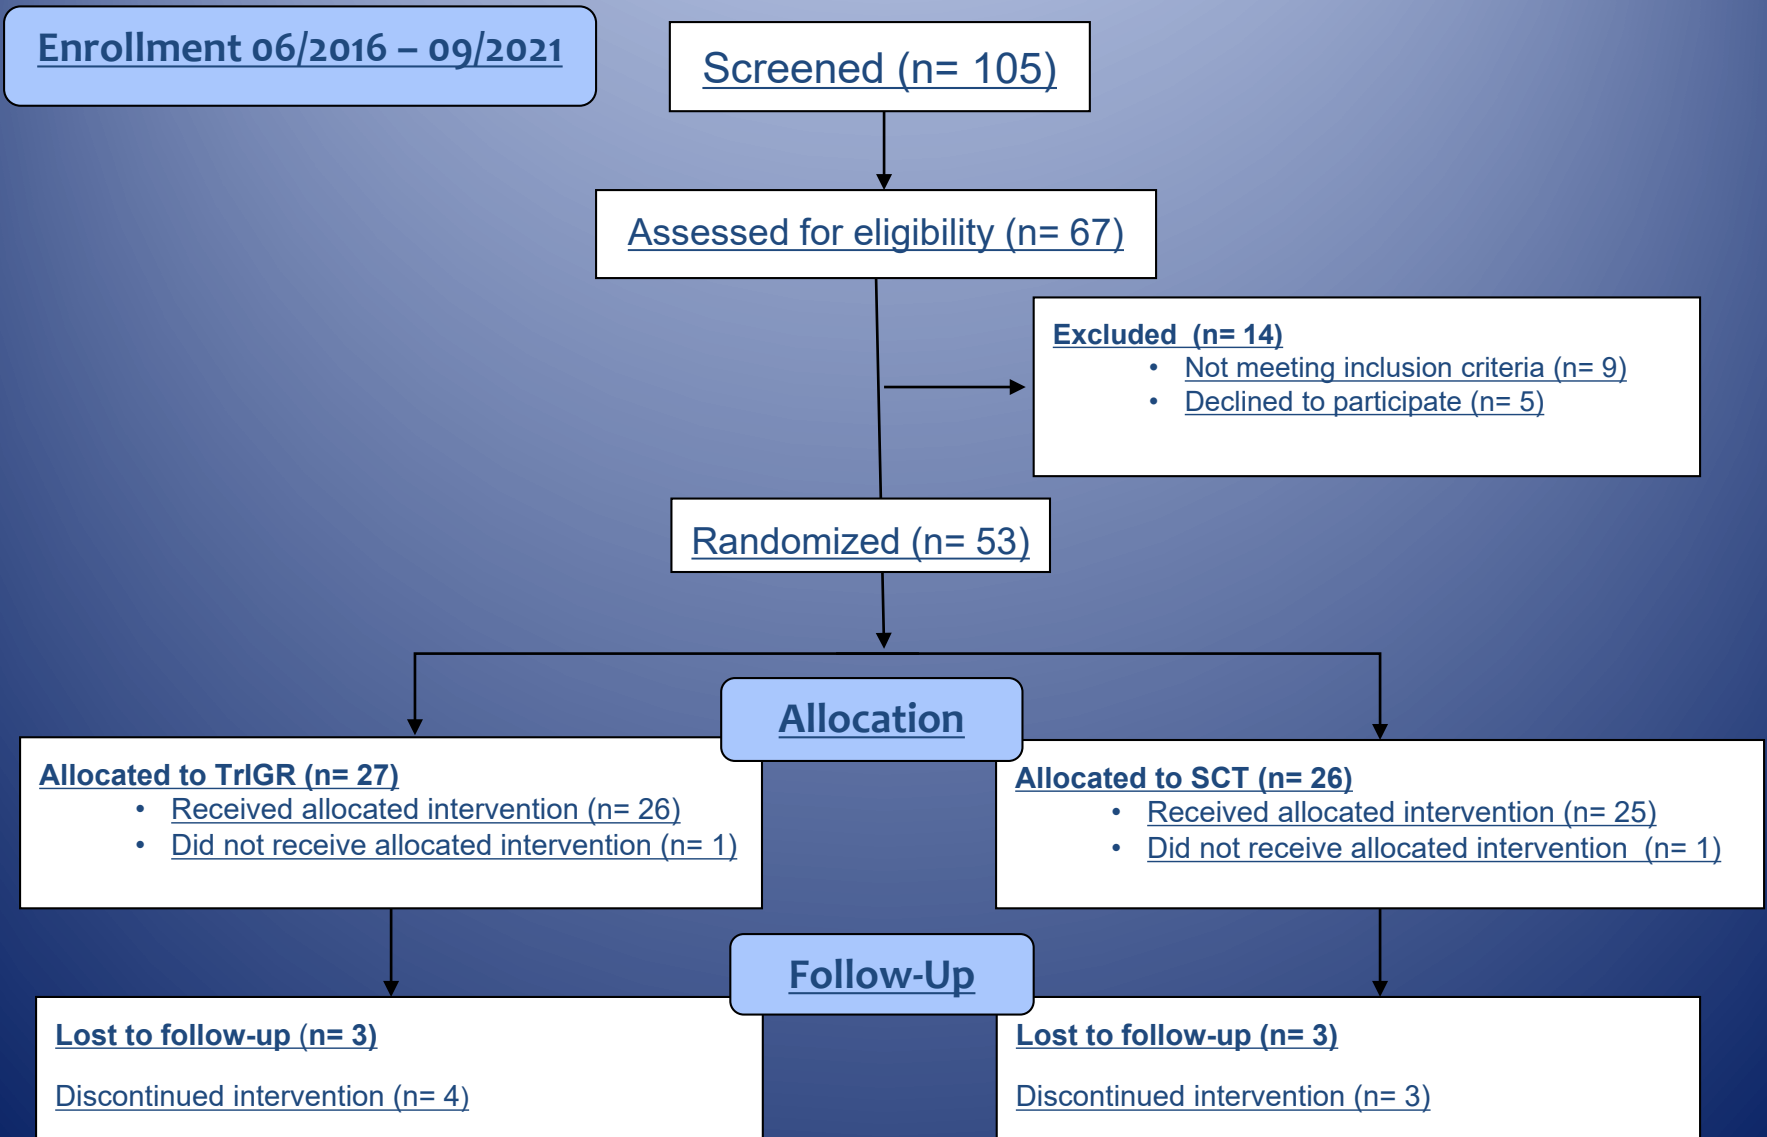 Enrollment 06/2016 – 09/2021
Screened (n= 105)
Assessed for eligibility (n= 67)
Excluded  (n= 14)
• Not meeting inclusion criteria (n= 9)
• Declined to participate (n= 5)
Randomized (n= 53)
Allocation
Allocated to TrIGR (n= 27)
• Received allocated intervention (n= 26)
• Did not receive allocated intervention (n= 1)
Allocated to SCT (n= 26)
• Received allocated intervention (n= 25)
• Did not receive allocated intervention  (n= 1)
Follow-Up
Lost to follow-up (n= 3)
Discontinued intervention (n= 4)
Lost to follow-up (n= 3)
Discontinued intervention (n= 3)